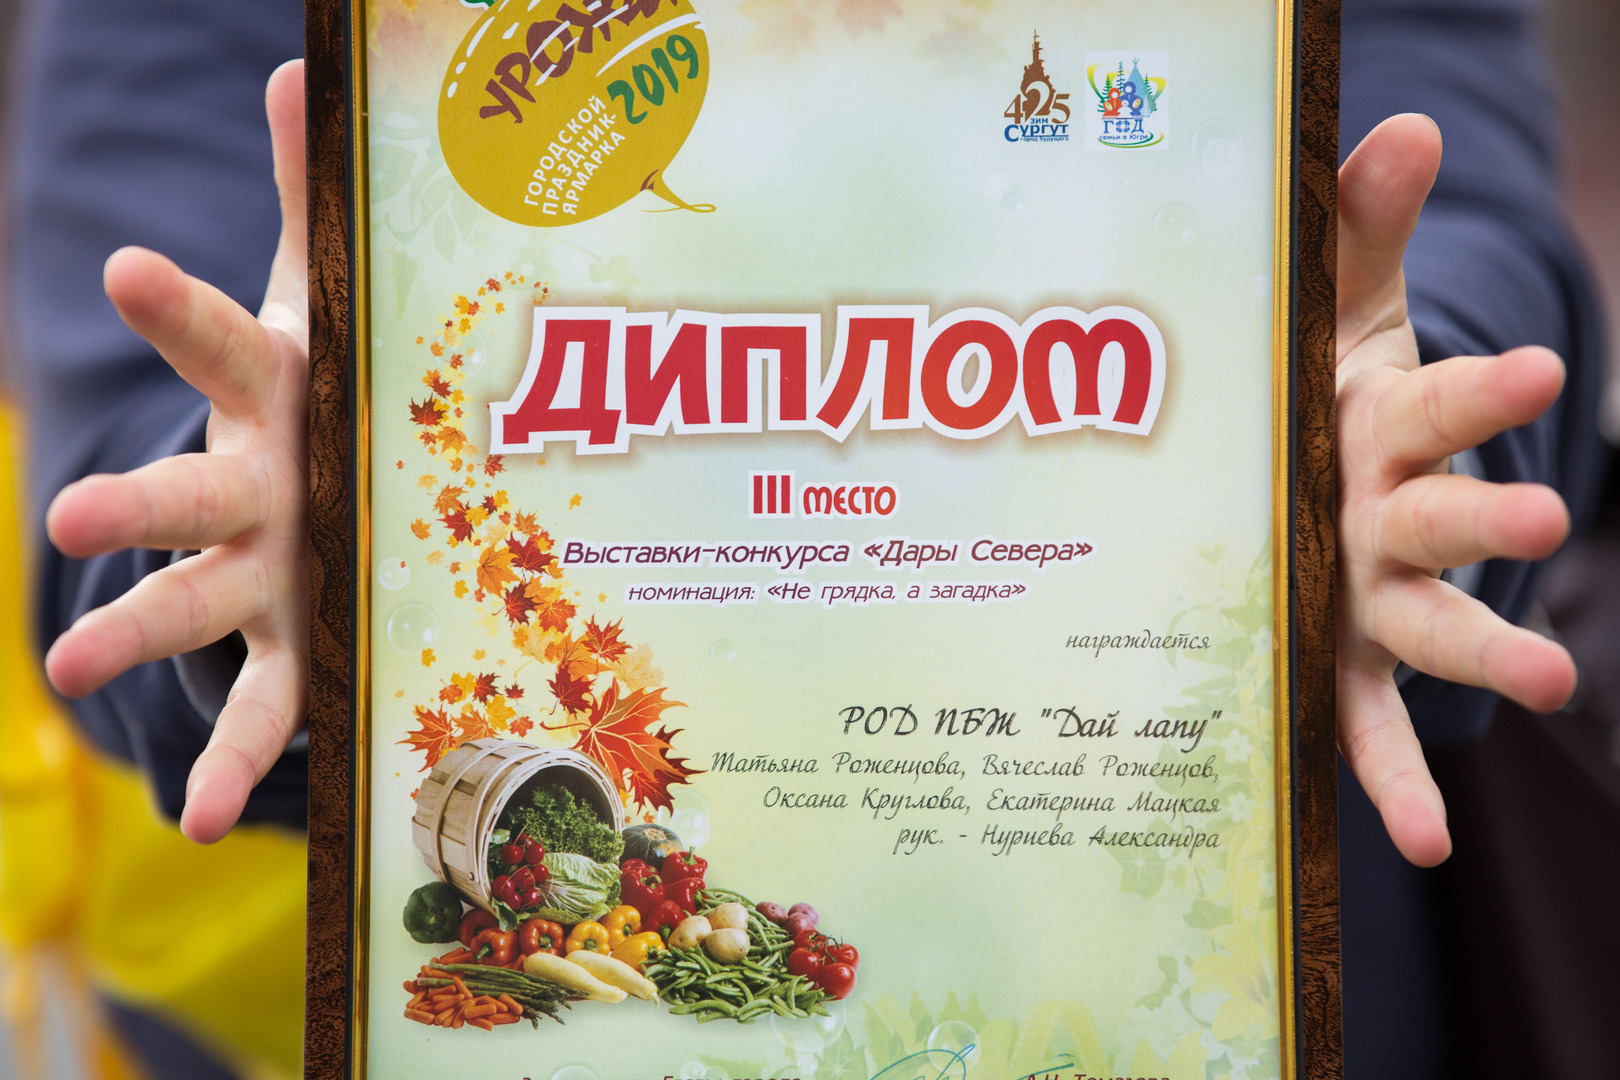 2019
ГОРОДСКОЙ
ПРАЗДНИК-
ЯРМАРКА
425
ЗИМ
Сургут
город будущего
ГОД
семьи в Югре
ДИПЛОМ
III место
Выставки-конкурса «Дары Севера»
номинация: «Не грядка, а загадка»
награждается
РОД ПБЖ "Дай лапу"
Татьяна Роженцова, Вячеслав Роженцов,
Оксана Круглова, Екатерина Мацкая
рук. - Нуриева Александра